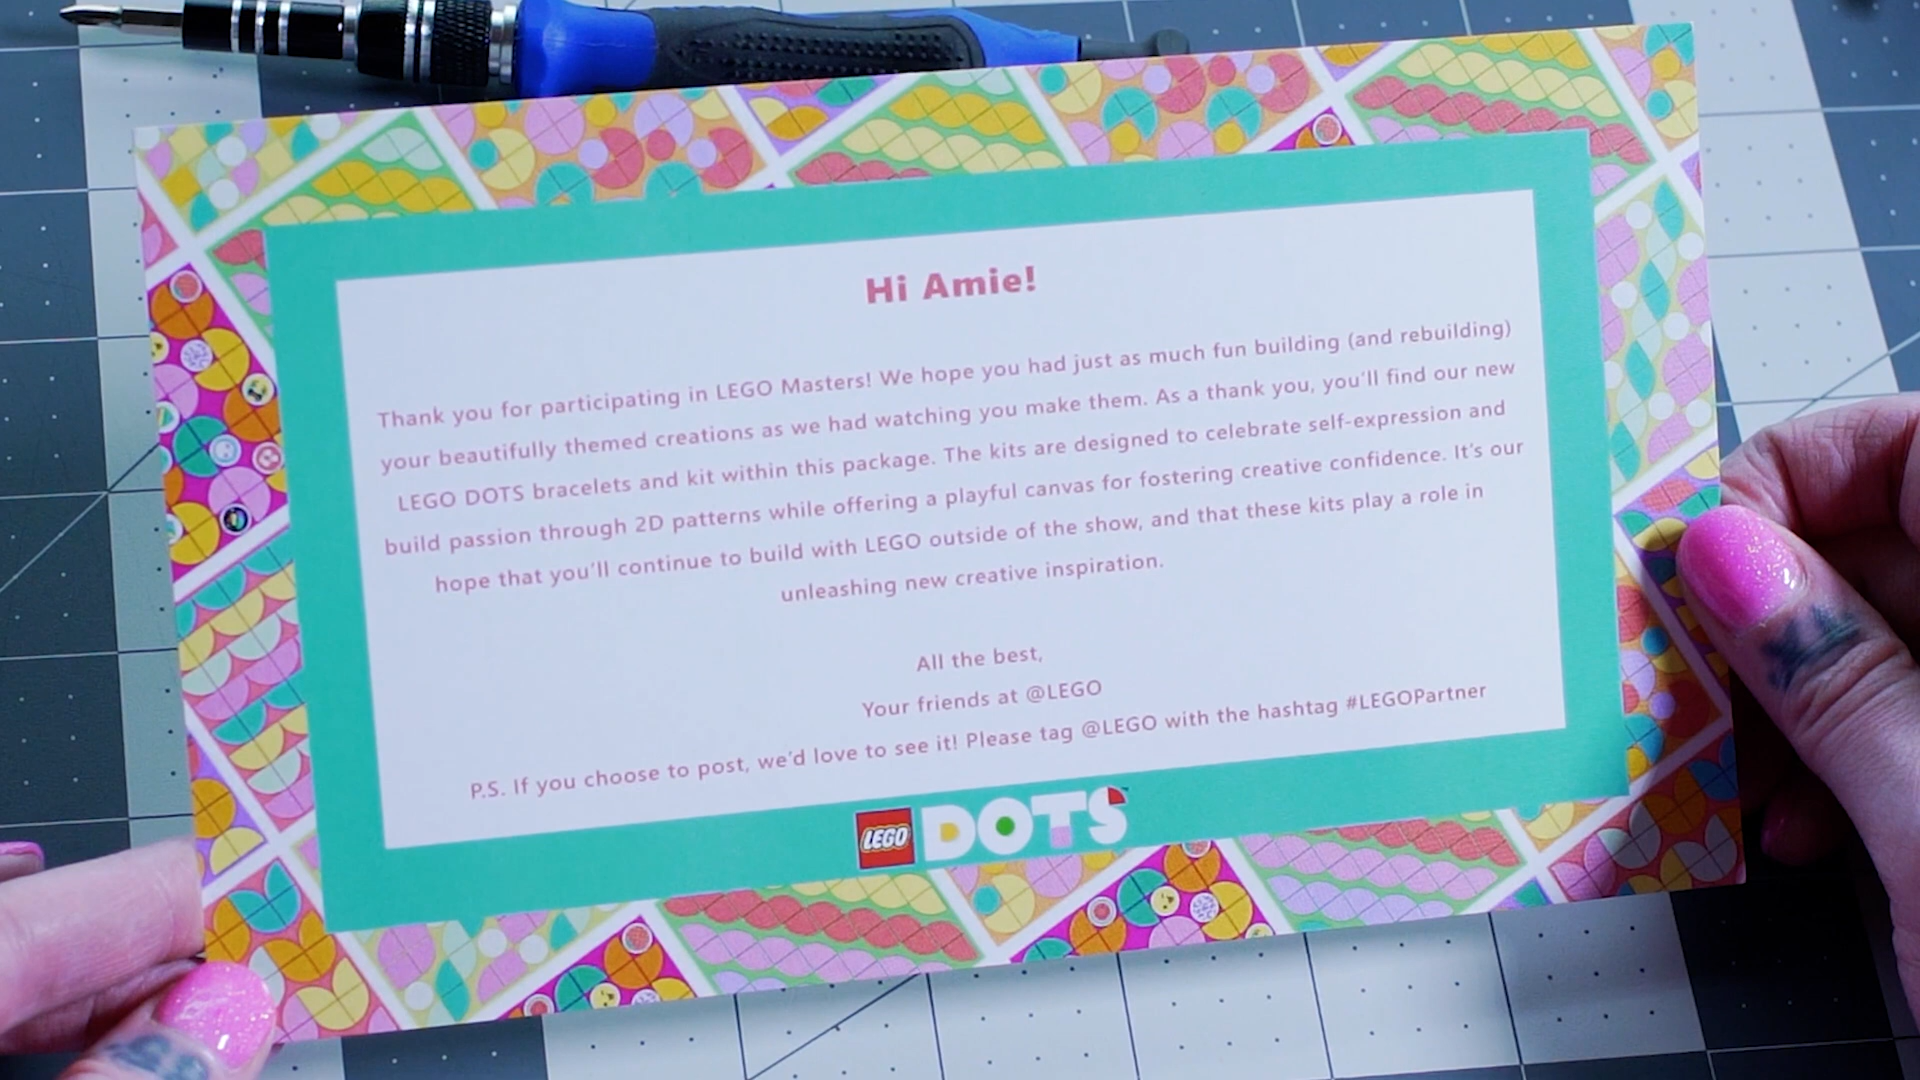 Hi Amie!
Thank you for participating in LEGO Masters! We hope you had just as much fun building (and rebuilding)
your beautifully themed creations as we had watching you make them. As a thank you, you'll find our new
LEGO DOTS bracelets and kit within this package. The kits are designed to celebrate self-expression and
build passion through 2D patterns while offering a playful canvas for fostering creative confidence. It's our
hope that you'll continue to build with LEGO outside of the show, and that these kits play a role in
unleashing new creative inspiration.
All the best,
Your friends at @LEGO
P.S. If you choose to post, we'd love to see it! Please tag @LEGO with the hashtag #LEGOPartner
LEGO DOTS™